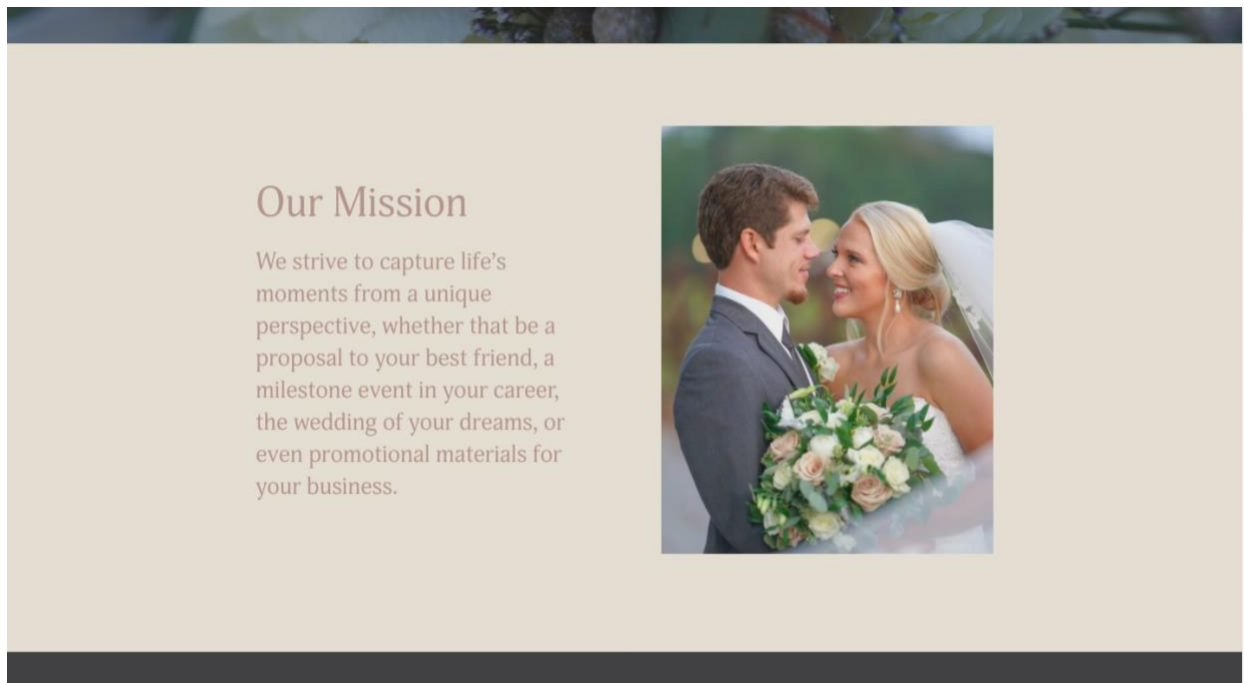 Our Mission
We strive to capture life’s
moments from a unique
perspective, whether that be a
proposal to your best friend, a
milestone event in your career,
the wedding of your dreams, or
even promotional materials for
your business.